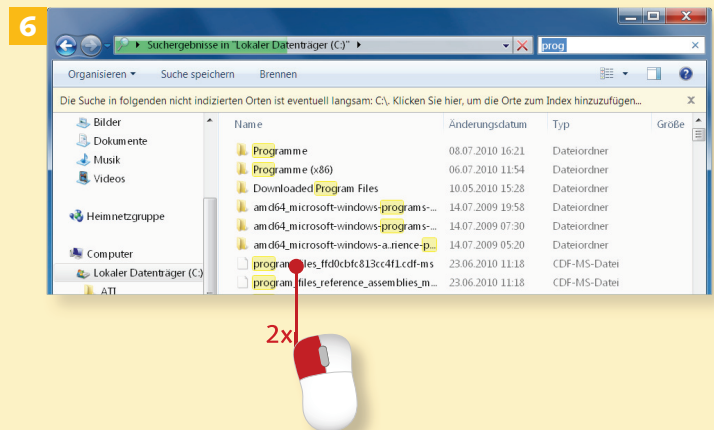 6
Suchergebnisse in "Lokaler Datenträger (C:)"
prog
Organisieren Suche speichern Brennen
Die Suche in folgenden nicht indizierten Orten ist eventuell langsam: C:\. Klicken Sie hier, um die Orte zum Index hinzuzufügen...
Bilder
Dokumente
Musik
Videos
Heimnetzgruppe
Computer
Lokaler Datenträger (C:)
ATI
Name Änderungsdatum Typ Größe
Programme 08.07.2010 16:21 Dateiordner
Programme (x86) 06.07.2010 11:54 Dateiordner
Downloaded Program Files 10.05.2010 15:28 Dateiordner
amd64_microsoft-windows-programs-... 14.07.2009 19:58 Dateiordner
amd64_microsoft-windows-programs-... 14.07.2009 07:30 Dateiordner
amd64_microsoft-windows-a..rience-p... 14.07.2009 05:20 Dateiordner
23.06.2010 11:18 CDF-MS-Datei
program_files_reference_assemblies_m... 23.06.2010 11:18 CDF-MS-Datei
2x